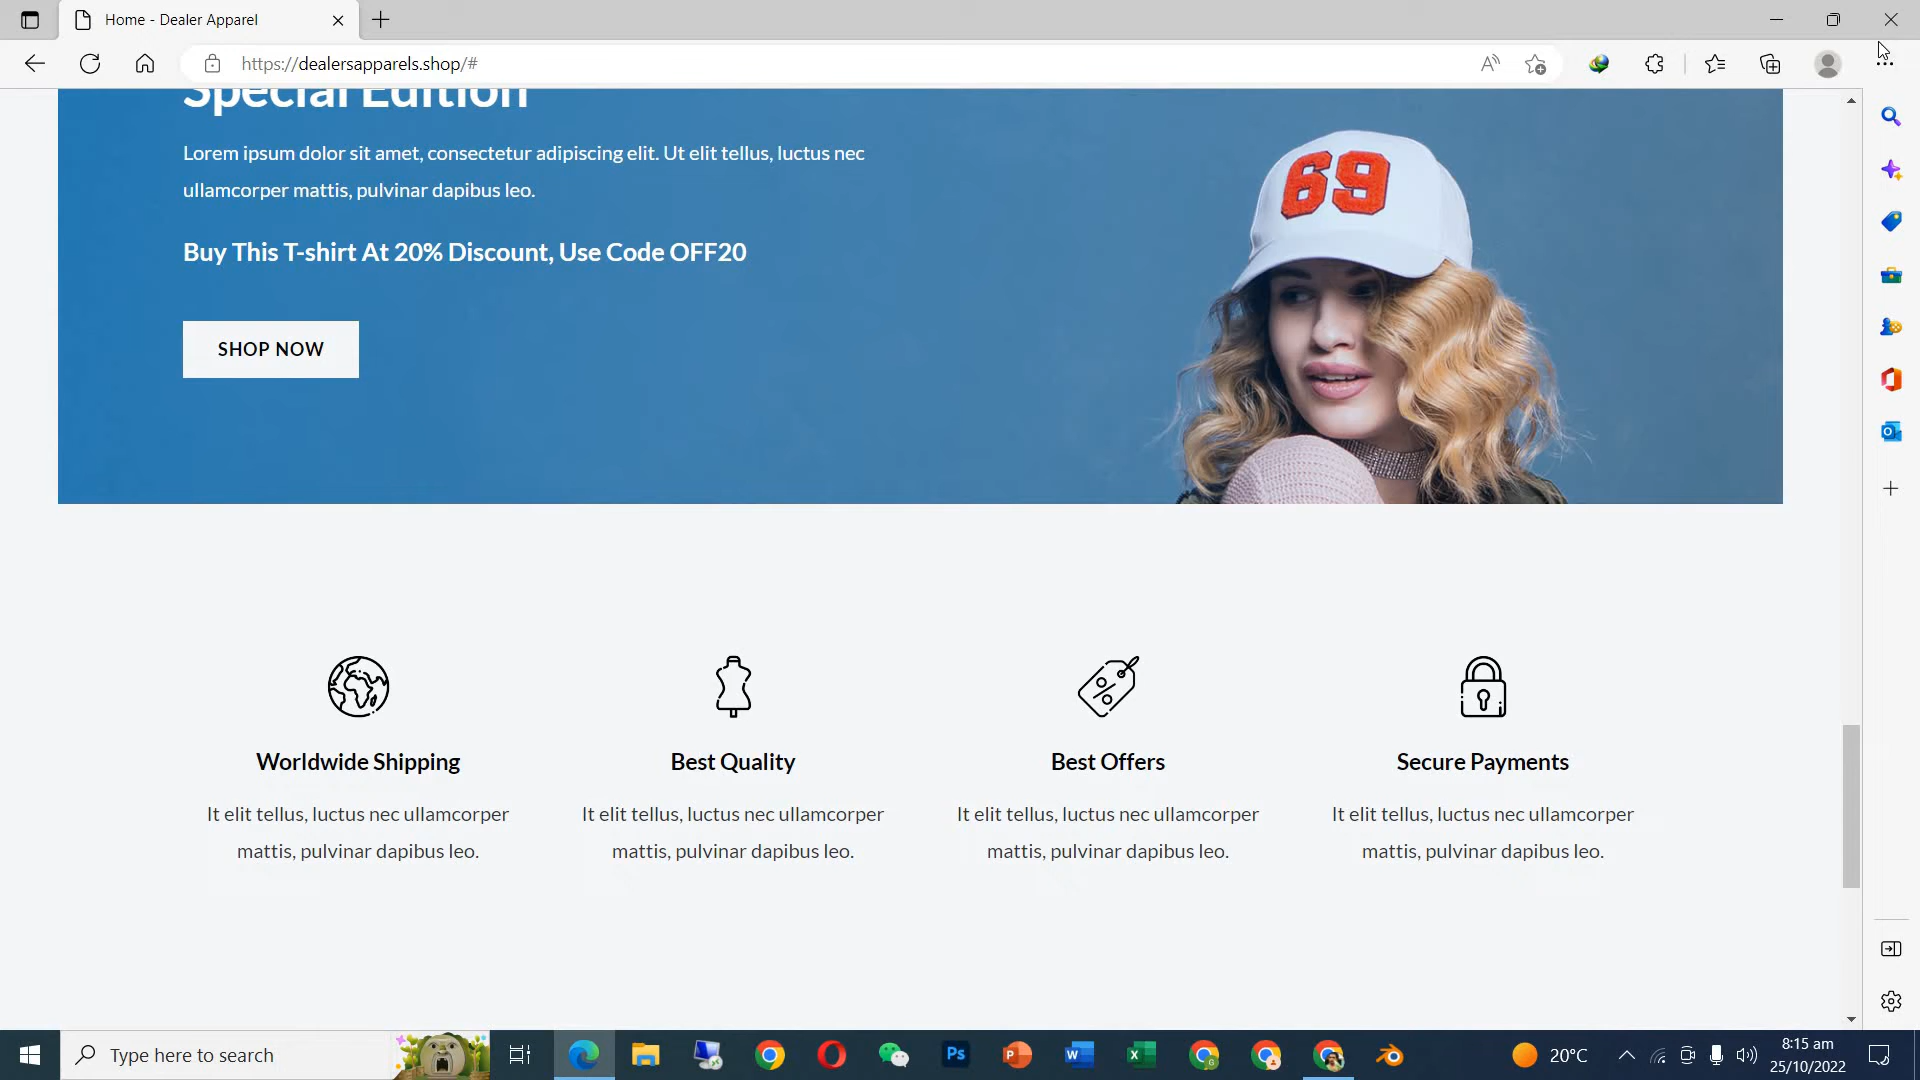 Home - Dealer Apparel
https://dealersapparels.shop/#
Special Edition
Lorem ipsum dolor sit amet, consectetur adipiscing elit. Ut elit tellus, luctus nec
ullamcorper mattis, pulvinar dapibus leo.
Buy This T-shirt At 20% Discount, Use Code OFF20
SHOP NOW
69
Worldwide Shipping
It elit tellus, luctus nec ullamcorper
mattis, pulvinar dapibus leo.
Best Quality
It elit tellus, luctus nec ullamcorper
mattis, pulvinar dapibus leo.
Best Offers
It elit tellus, luctus nec ullamcorper
mattis, pulvinar dapibus leo.
Secure Payments
It elit tellus, luctus nec ullamcorper
mattis, pulvinar dapibus leo.
Type here to search
Ps
20°C
8:15 am
25/10/2022